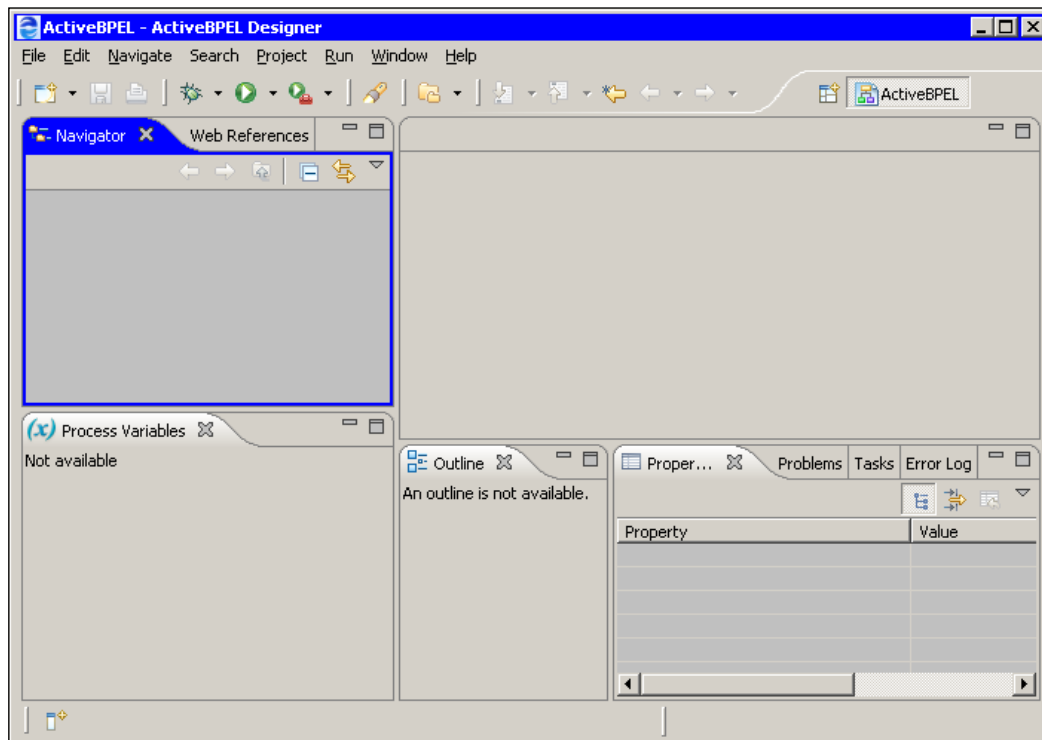 ActiveBPEL - ActiveBPEL Designer
File Edit Navigate Search Project Run Window Help
ActiveBPEL
Navigator Web References
(x) Process Variables
Not available
Outline
An outline is not available.
Proper... Problems Tasks Error Log
Property Value